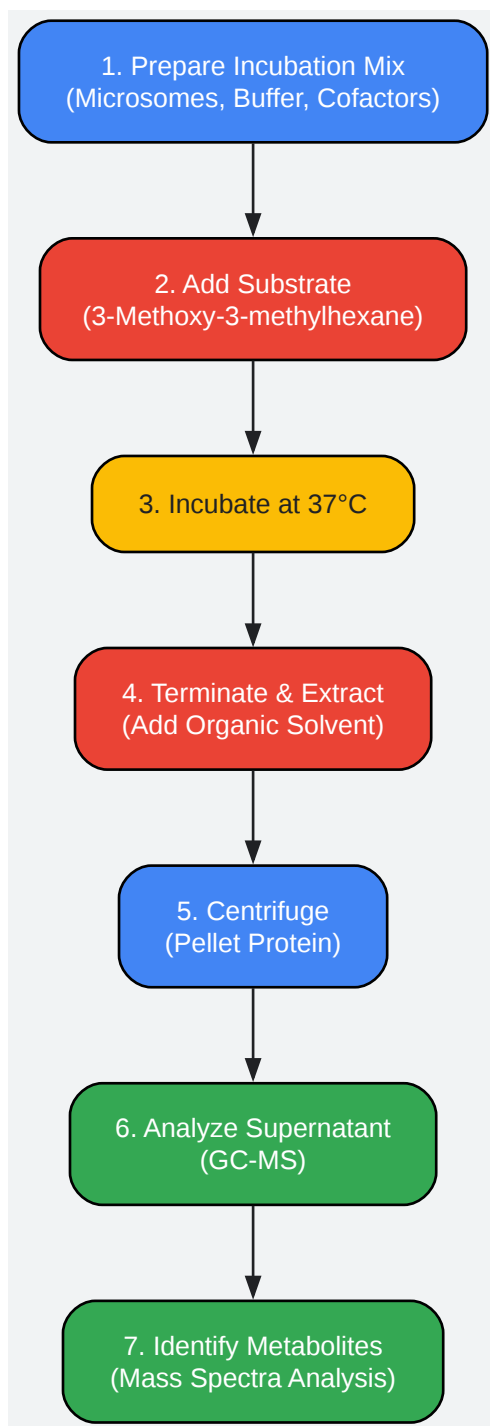 1. Prepare Incubation Mix
(Microsomes, Buffer, Cofactors)
2. Add Substrate
(3-Methoxy-3-methylhexane)
3. Incubate at 37°C
4. Terminate & Extract
(Add Organic Solvent)
5. Centrifuge
(Pellet Protein)
6. Analyze Supernatant
(GC-MS)
7. Identify Metabolites
(Mass Spectra Analysis)